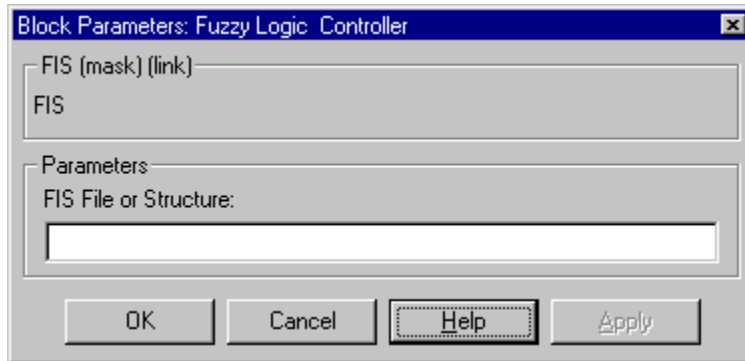 Block Parameters: Fuzzy Logic  Controller
FIS (mask) (link)
FIS
Parameters
FIS File or Structure:
OK Cancel Help Apply